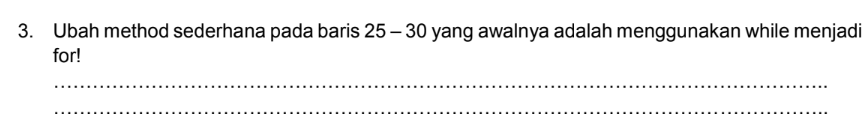 3. Ubah method sederhana pada baris 25 – 30 yang awalnya adalah menggunakan while menjadi
for!
……………………………………………………………………………………………………..
……………………………………………………………………………………………………..